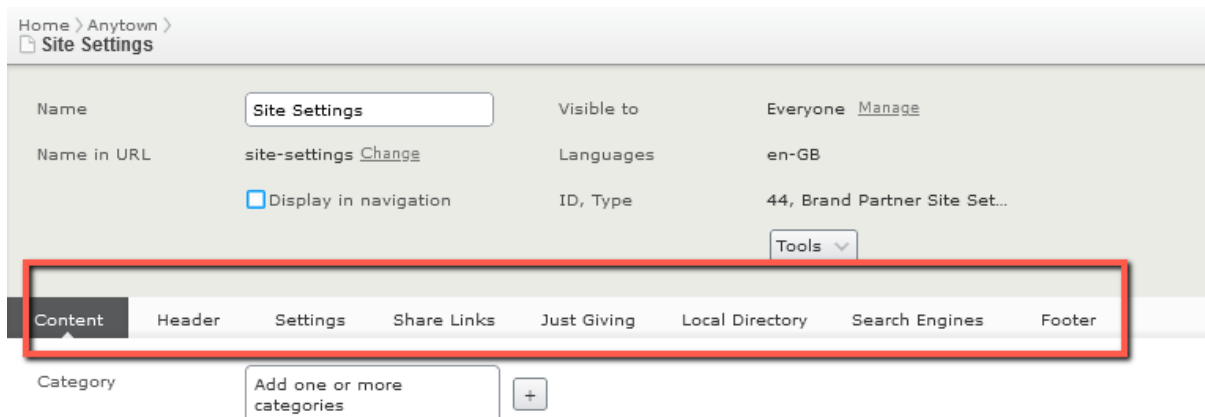 Home > Anytown >
Site Settings
Name Site Settings Visible to Everyone Manage
Name in URL site-settings Change Languages en-GB
Display in navigation ID, Type 44, Brand Partner Site Set...
Tools
Content Header Settings Share Links Just Giving Local Directory Search Engines Footer
Category Add one or more
categories +